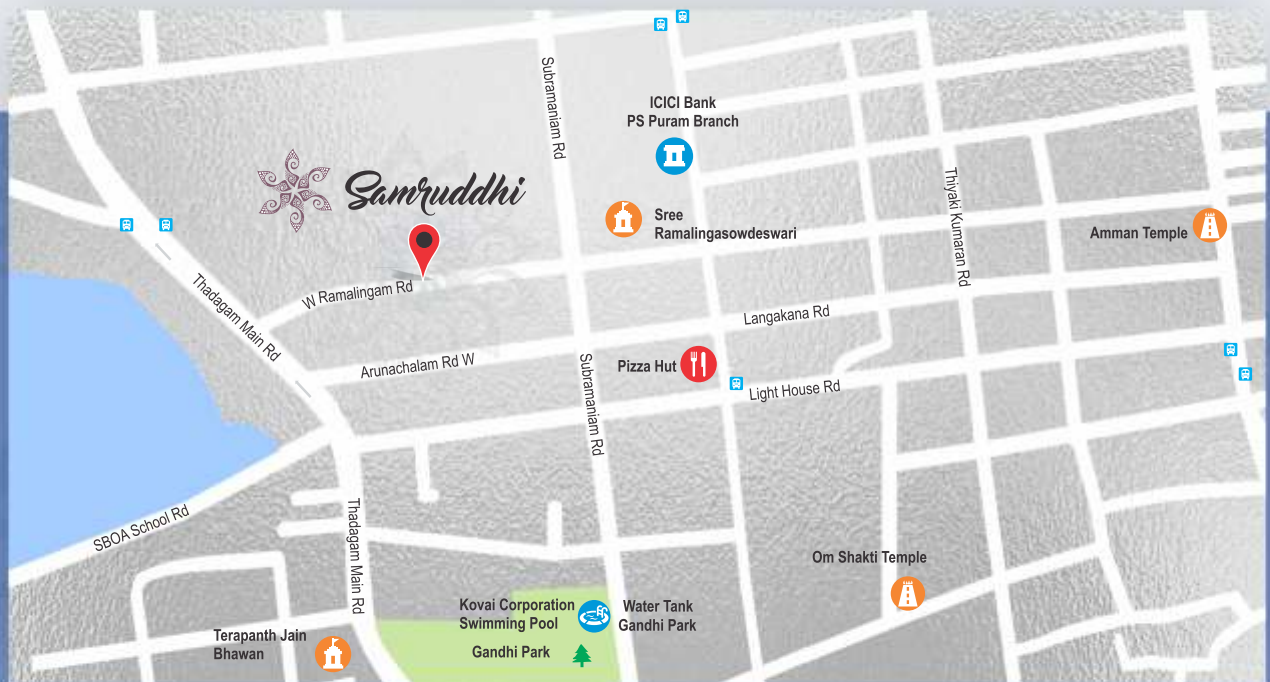 Subramaniam Rd
ICICI Bank
PS Puram Branch
Samruddhi
Thiyaki Kumaran Rd
Sree
Ramalingasowdeswari
Amman Temple
Thadagam Main Rd
W Ramalingam Rd
Langakana Rd
Arunachalam Rd W
Subramaniam Rd
Pizza Hut
Light House Rd
SBOA School Rd
Thadagam Main Rd
Om Shakti Temple
Kovai Corporation
Swimming Pool
Water Tank
Gandhi Park
Terapanth Jain
Bhawan
Gandhi Park